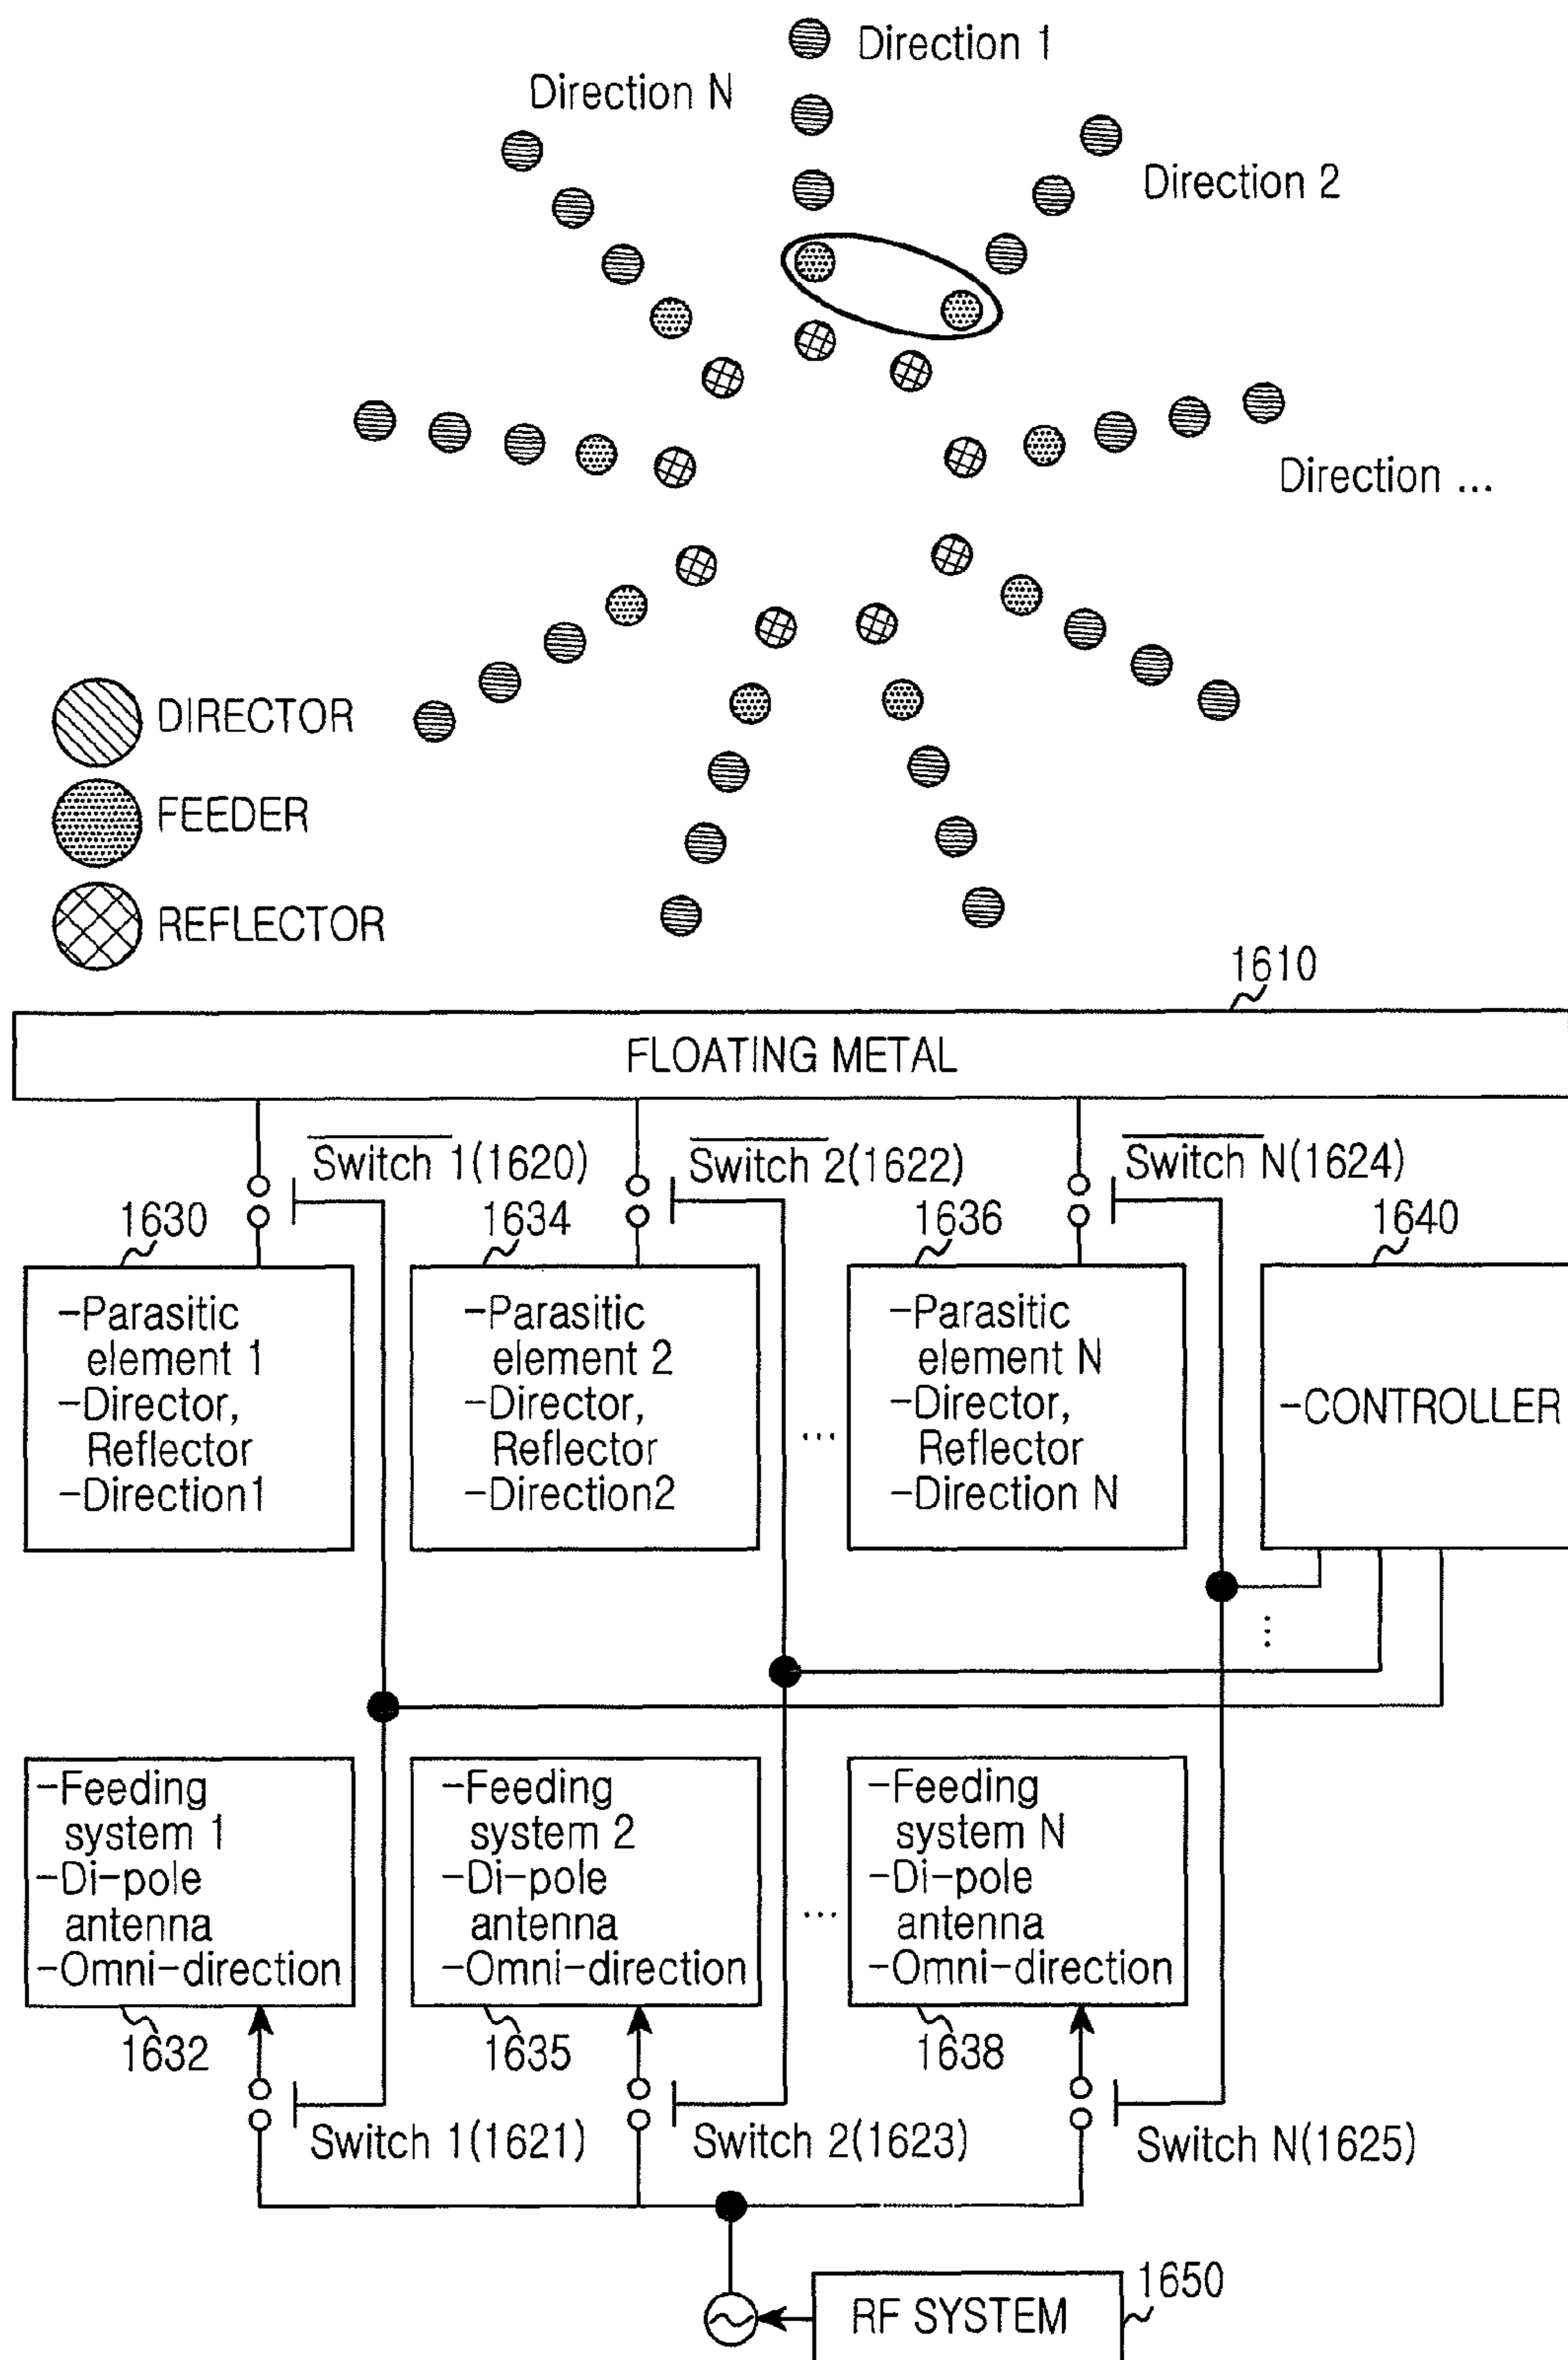 Direction 1
Direction N
Direction 2
Direction ...
DIRECTOR
FEEDER
REFLECTOR
1610
FLOATING METAL
Switch 1(1620)
Switch 2(1622)
Switch N(1624)
1630
1634
1636
1640
-Parasitic
element 1
-Director,
Reflector
-Direction1
-Parasitic
element 2
-Director,
Reflector
-Direction2
...
-Parasitic
element N
-Director,
Reflector
-Direction N
-CONTROLLER
...
-Feeding
system 1
-Di-pole
antenna
-Omni-direction
-Feeding
system 2
-Di-pole
antenna
-Omni-direction
...
-Feeding
system N
-Di-pole
antenna
-Omni-direction
1632
1635
1638
Switch 1(1621)
Switch 2(1623)
Switch N(1625)
RF SYSTEM
1650